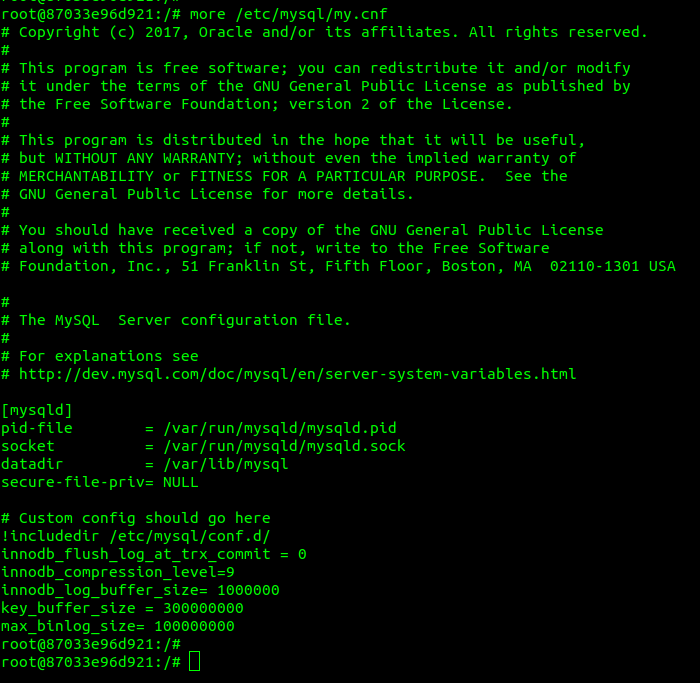 root@87033e96d921:/#
root@87033e96d921:/# more /etc/mysql/my.cnf
# Copyright (c) 2017, Oracle and/or its affiliates. All rights reserved.
#
# This program is free software; you can redistribute it and/or modify
# it under the terms of the GNU General Public License as published by
# the Free Software Foundation; version 2 of the License.
#
# This program is distributed in the hope that it will be useful,
# but WITHOUT ANY WARRANTY; without even the implied warranty of
# MERCHANTABILITY or FITNESS FOR A PARTICULAR PURPOSE.  See the
# GNU General Public License for more details.
#
# You should have received a copy of the GNU General Public License
# along with this program; if not, write to the Free Software
# Foundation, Inc., 51 Franklin St, Fifth Floor, Boston, MA  02110-1301 USA
#
# The MySQL  Server configuration file.
#
# For explanations see
# http://dev.mysql.com/doc/mysql/en/server-system-variables.html
[mysqld]
pid-file        = /var/run/mysqld/mysqld.pid
socket          = /var/run/mysqld/mysqld.sock
datadir         = /var/lib/mysql
secure-file-priv= NULL
# Custom config should go here
!includedir /etc/mysql/conf.d/
innodb_flush_log_at_trx_commit = 0
innodb_compression_level=9
innodb_log_buffer_size= 1000000
key_buffer_size = 300000000
max_binlog_size= 100000000
root@87033e96d921:/#
root@87033e96d921:/#